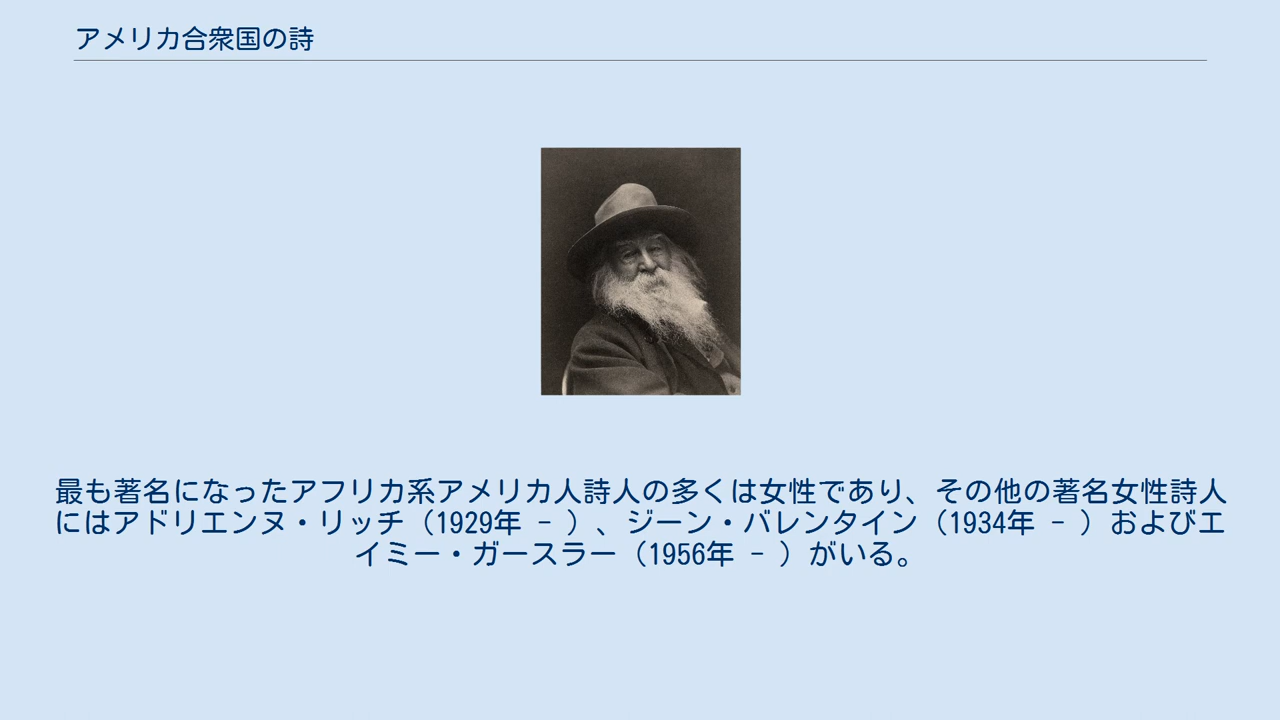 アメリカ合衆国の詩
最も著名になったアフリカ系アメリカ人詩人の多くは女性であり、その他の著名女性詩人
にはアドリエンヌ・リッチ（1929年 - ）、ジーン・バレンタイン（1934年 - ）およびエ
イミー・ガースラー（1956年 - ）がいる。